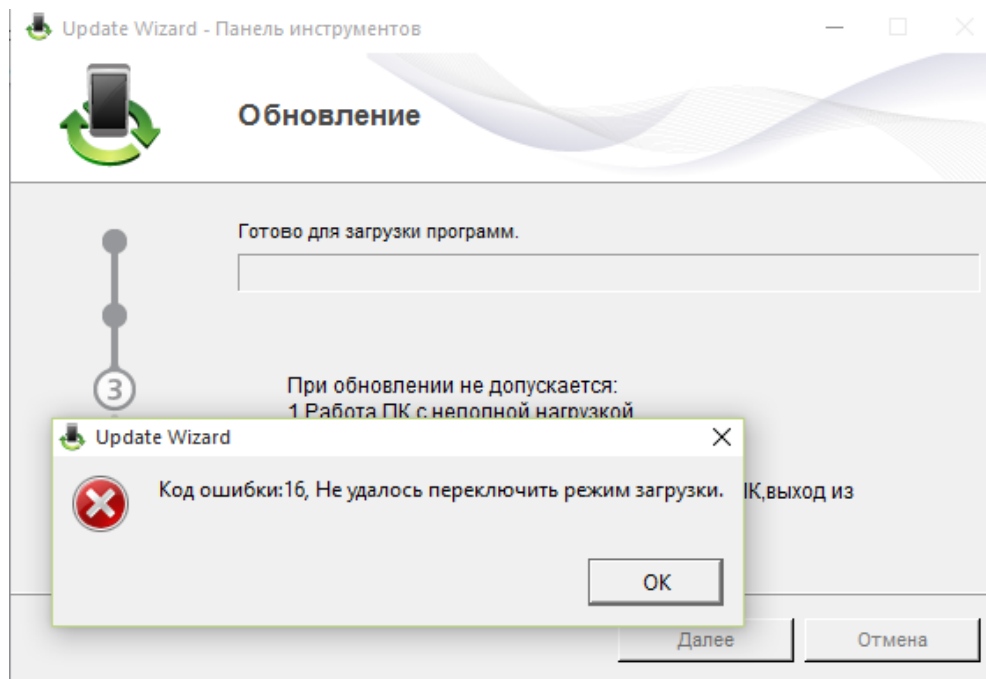 Update Wizard - Панель инструментов
Обновление
Готово для загрузки программ.
3
При обновлении не допускается:
1.Работа ПК с неполной нагрузкой
Update Wizard
Код ошибки:16, Не удалось переключить режим загрузки.
ПК,выход из
OK
Далее
Отмена